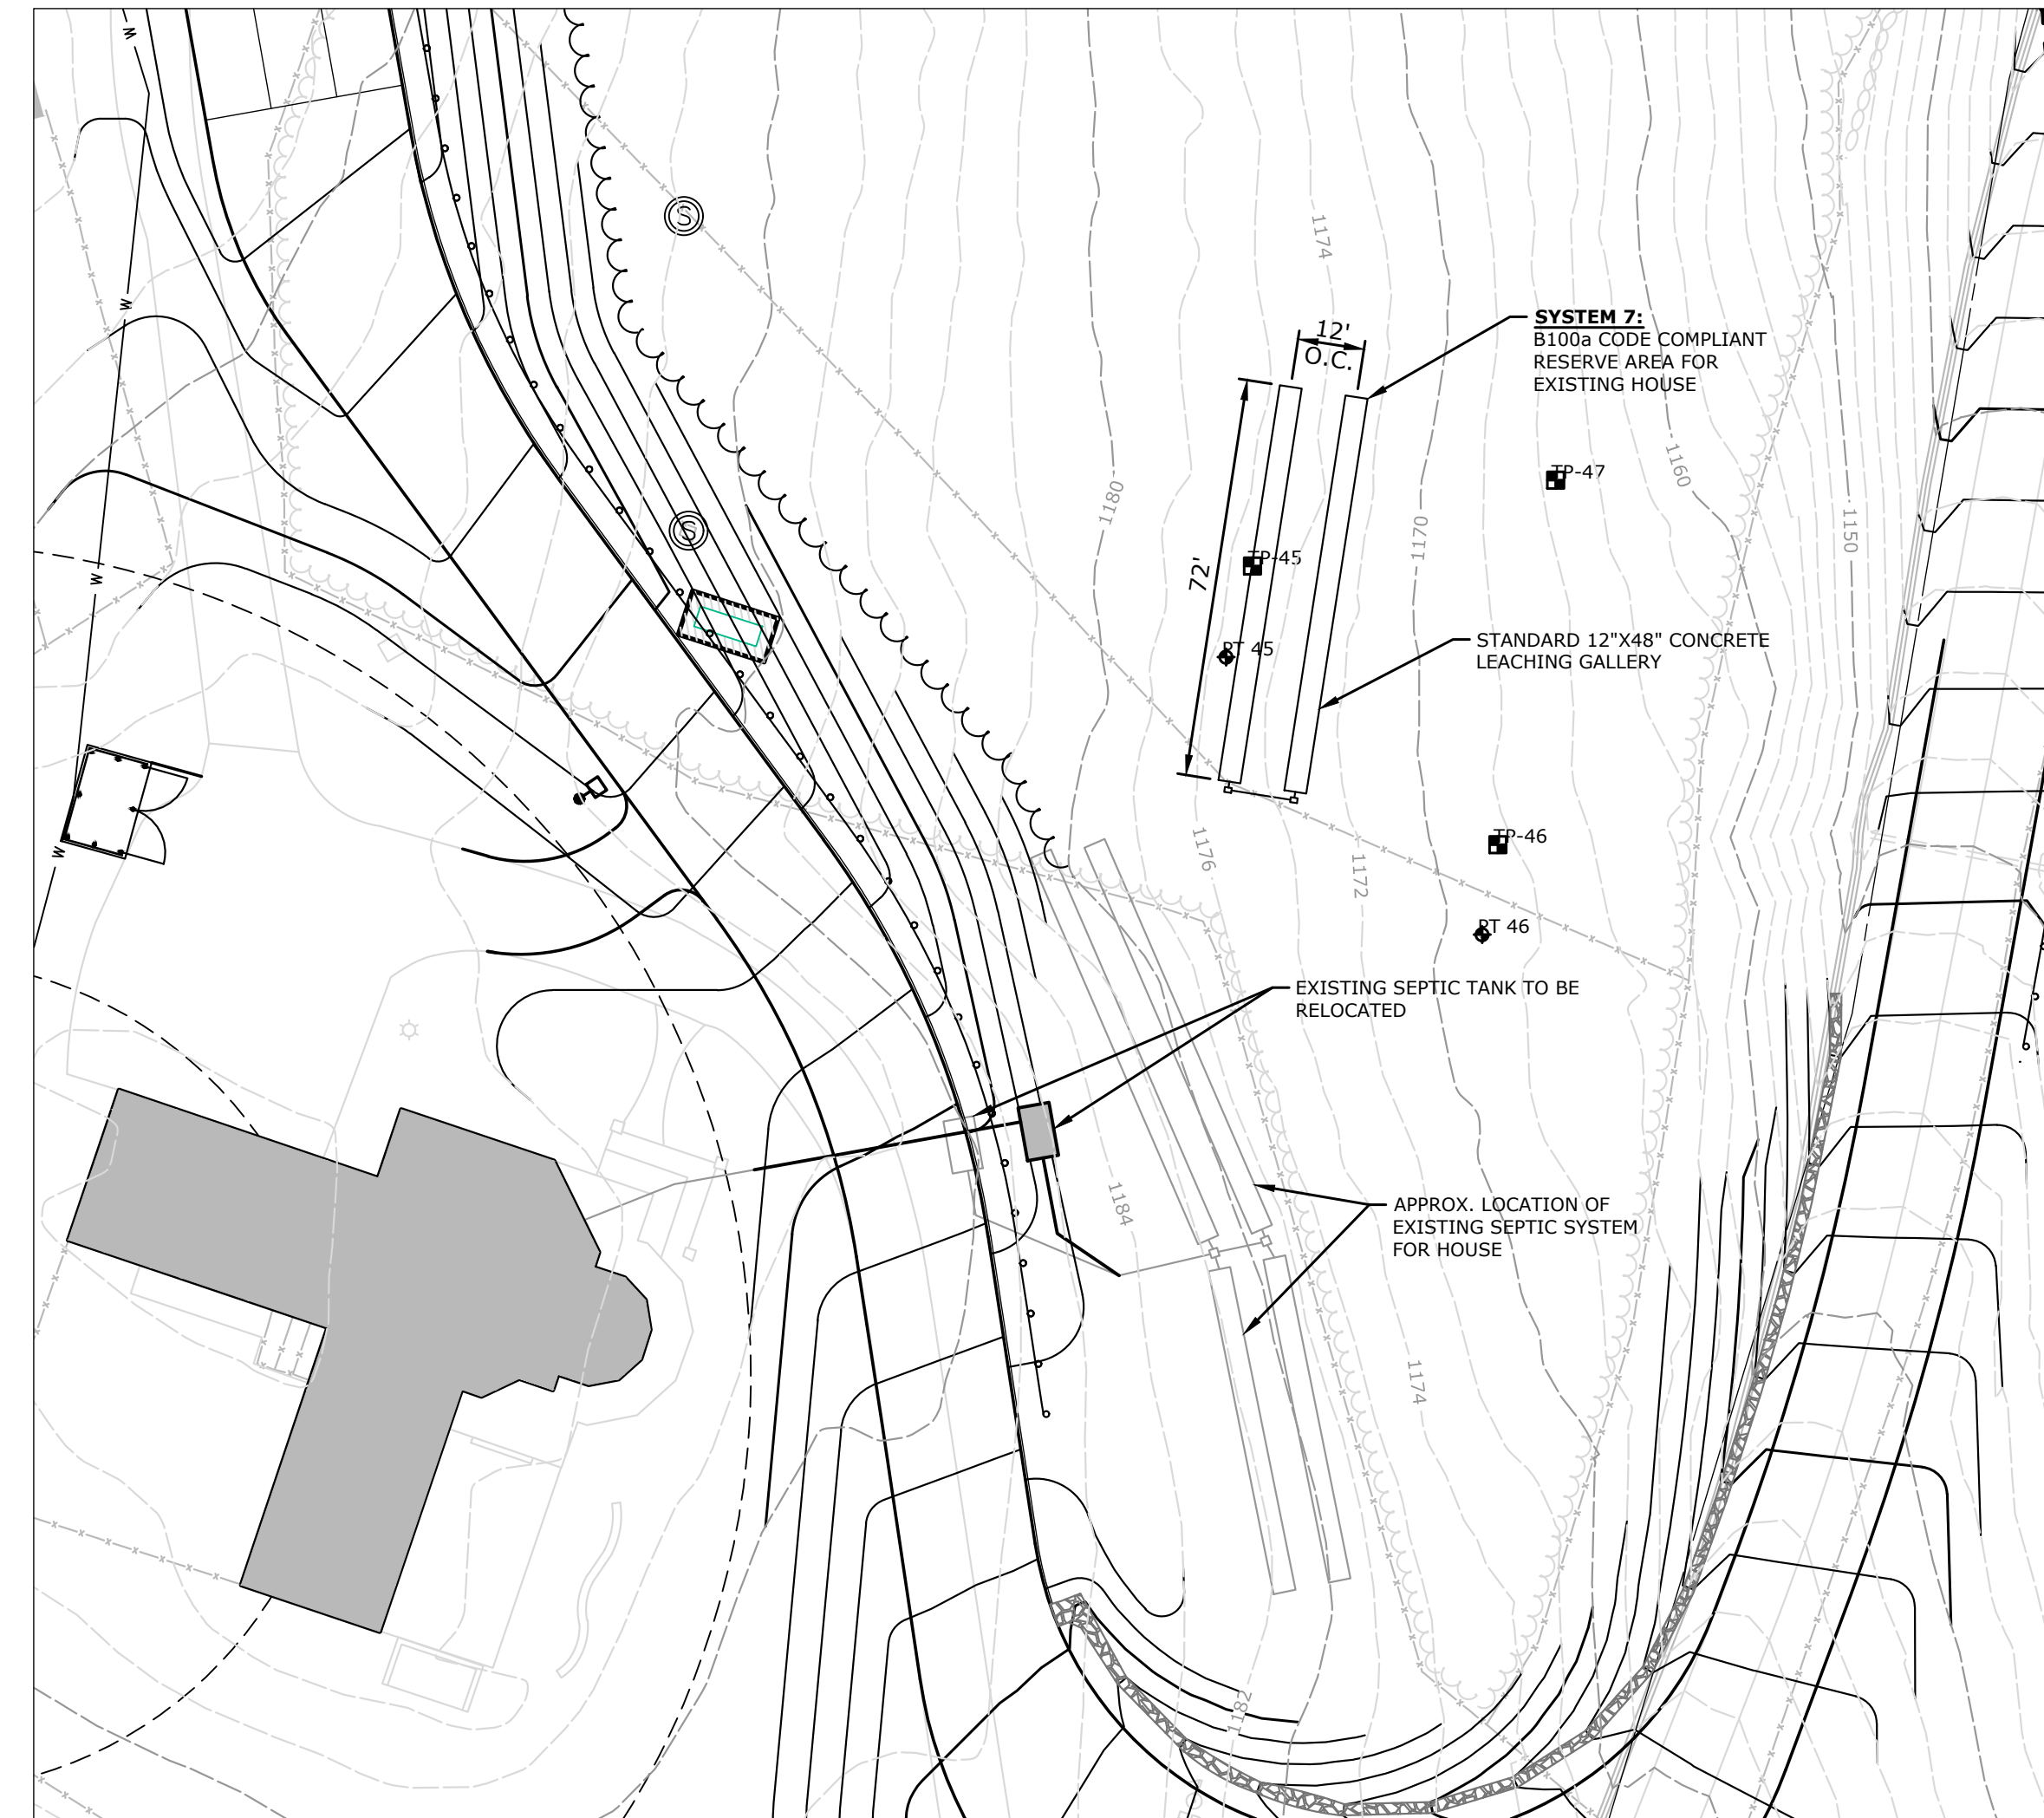 W
S
1174
SYSTEM 7:
B100a CODE COMPLIANT
RESERVE AREA FOR
EXISTING HOUSE
12'
O.C.
W
TP-47
1160
1180
1170
1150
S
TP-45
72'
W
PT 45
STANDARD 12"X48" CONCRETE
LEACHING GALLERY
TP-46
W
1176
1172
PT 46
EXISTING SEPTIC TANK TO BE
RELOCATED
1184
APPROX. LOCATION OF
EXISTING SEPTIC SYSTEM
FOR HOUSE
1174
1182